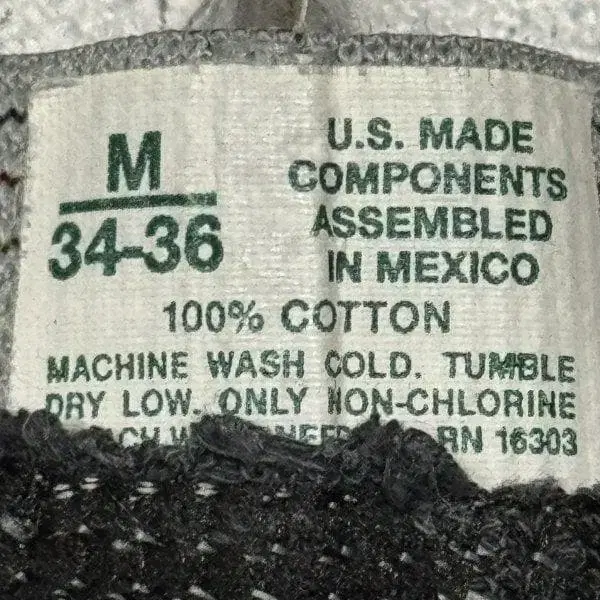 M
34-36
U.S. MADE
COMPONENTS
ASSEMBLED
IN MEXICO
100% COTTON
MACHINE WASH COLD. TUMBLE
DRY LOW. ONLY NON-CHLORINE
RN 16303